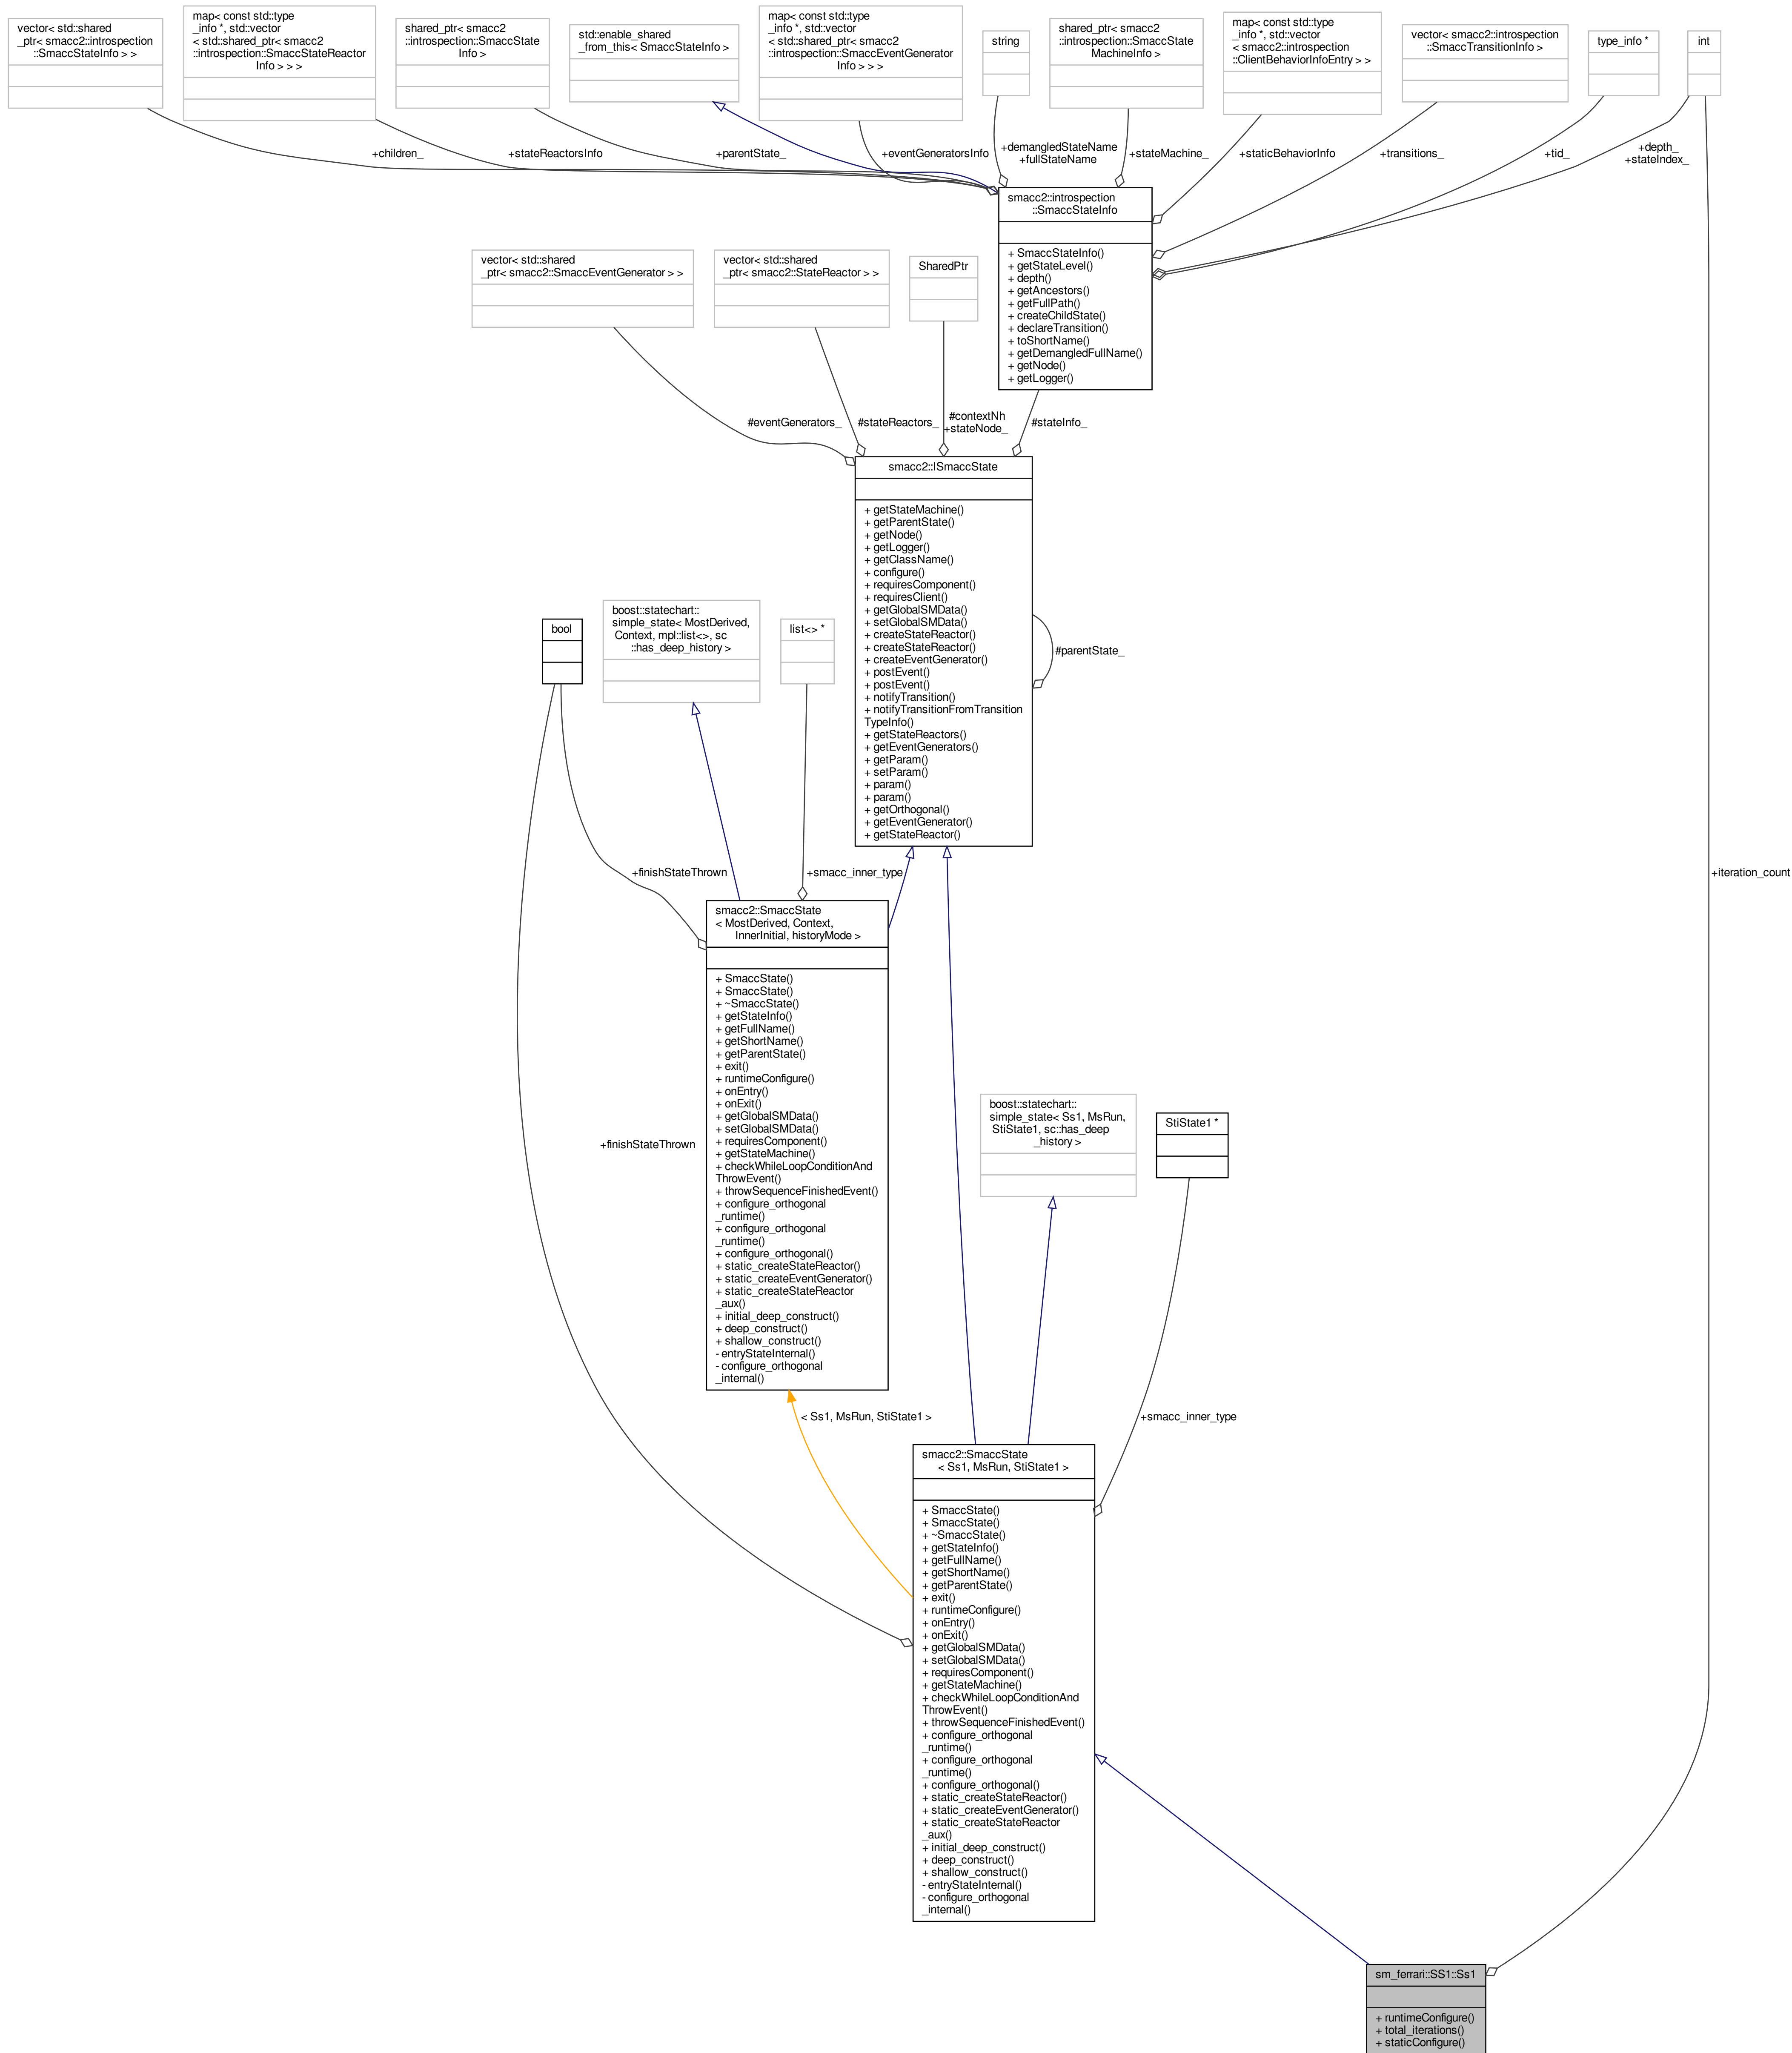 vector< std::shared
_ptr< smacc2::introspection
::SmaccStateInfo > >
map< const std::type
_info *, std::vector
< std::shared_ptr< smacc2
::introspection::SmaccStateReactor
Info > > >
shared_ptr< smacc2
::introspection::SmaccState
Info >
std::enable_shared
_from_this< SmaccStateInfo >
map< const std::type
_info *, std::vector
< std::shared_ptr< smacc2
::introspection::SmaccEventGenerator
Info > > >
string
shared_ptr< smacc2
::introspection::SmaccState
MachineInfo >
map< const std::type
_info *, std::vector
< smacc2::introspection
::ClientBehaviorInfoEntry > >
vector< smacc2::introspection
::SmaccTransitionInfo >
type_info *
int
+children_
+stateReactorsInfo
+parentState_
+eventGeneratorsInfo
+demangledStateName
+fullStateName
+stateMachine_
+staticBehaviorInfo
+transitions_
+tid_
+depth_
+stateIndex_
smacc2::introspection
::SmaccStateInfo
+ SmaccStateInfo()
+ getStateLevel()
+ depth()
+ getAncestors()
+ getFullPath()
+ createChildState()
+ declareTransition()
+ toShortName()
+ getDemangledFullName()
+ getNode()
+ getLogger()
vector< std::shared
_ptr< smacc2::SmaccEventGenerator > >
vector< std::shared
_ptr< smacc2::StateReactor > >
SharedPtr
#eventGenerators_
#stateReactors_
#contextNh
+stateNode_
#stateInfo_
smacc2::ISmaccState
+ getStateMachine()
+ getParentState()
+ getNode()
+ getLogger()
+ getClassName()
+ configure()
+ requiresComponent()
+ requiresClient()
+ getGlobalSMData()
+ setGlobalSMData()
+ createStateReactor()
+ createStateReactor()
+ createEventGenerator()
+ postEvent()
+ postEvent()
+ notifyTransition()
+ notifyTransitionFromTransition
TypeInfo()
+ getStateReactors()
+ getEventGenerators()
+ getParam()
+ setParam()
+ param()
+ param()
+ getOrthogonal()
+ getEventGenerator()
+ getStateReactor()
#parentState_
bool
boost::statechart::
simple_state< MostDerived,
Context, mpl::list<>, sc
::has_deep_history >
list<> *
+finishStateThrown
+smacc_inner_type
+iteration_count
smacc2::SmaccState
< MostDerived, Context,
InnerInitial, historyMode >
+ SmaccState()
+ SmaccState()
+ ~SmaccState()
+ getStateInfo()
+ getFullName()
+ getShortName()
+ getParentState()
+ exit()
+ runtimeConfigure()
+ onEntry()
+ onExit()
+ getGlobalSMData()
+ setGlobalSMData()
+ requiresComponent()
+ getStateMachine()
+ checkWhileLoopConditionAnd
ThrowEvent()
+ throwSequenceFinishedEvent()
+ configure_orthogonal
_runtime()
+ configure_orthogonal
_runtime()
+ configure_orthogonal()
+ static_createStateReactor()
+ static_createEventGenerator()
+ static_createStateReactor
_aux()
+ initial_deep_construct()
+ deep_construct()
+ shallow_construct()
- entryStateInternal()
- configure_orthogonal
_internal()
+finishStateThrown
boost::statechart::
simple_state< Ss1, MsRun,
StiState1, sc::has_deep
_history >
StiState1 *
< Ss1, MsRun, StiState1 >
+smacc_inner_type
smacc2::SmaccState
< Ss1, MsRun, StiState1 >
+ SmaccState()
+ SmaccState()
+ ~SmaccState()
+ getStateInfo()
+ getFullName()
+ getShortName()
+ getParentState()
+ exit()
+ runtimeConfigure()
+ onEntry()
+ onExit()
+ getGlobalSMData()
+ setGlobalSMData()
+ requiresComponent()
+ getStateMachine()
+ checkWhileLoopConditionAnd
ThrowEvent()
+ throwSequenceFinishedEvent()
+ configure_orthogonal
_runtime()
+ configure_orthogonal
_runtime()
+ configure_orthogonal()
+ static_createStateReactor()
+ static_createEventGenerator()
+ static_createStateReactor
_aux()
+ initial_deep_construct()
+ deep_construct()
+ shallow_construct()
- entryStateInternal()
- configure_orthogonal
_internal()
sm_ferrari::SS1::Ss1
+ runtimeConfigure()
+ total_iterations()
+ staticConfigure()